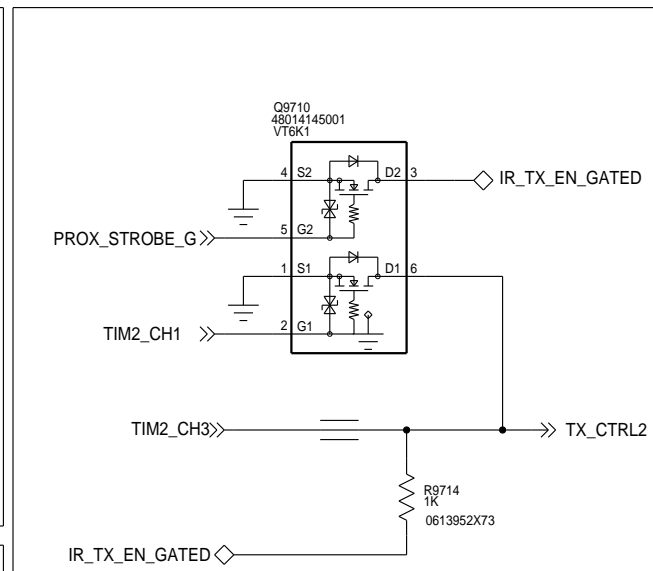 Q9710
48014145001
VT6K1
4 S2 D2 3
IR_TX_EN_GATED
PROX_STROBE_G
5 G2
1 S1 D1 6
TIM2_CH1
2 G1
TIM2_CH3
TX_CTRL2
R9714
1K
0613952X73
IR_TX_EN_GATED